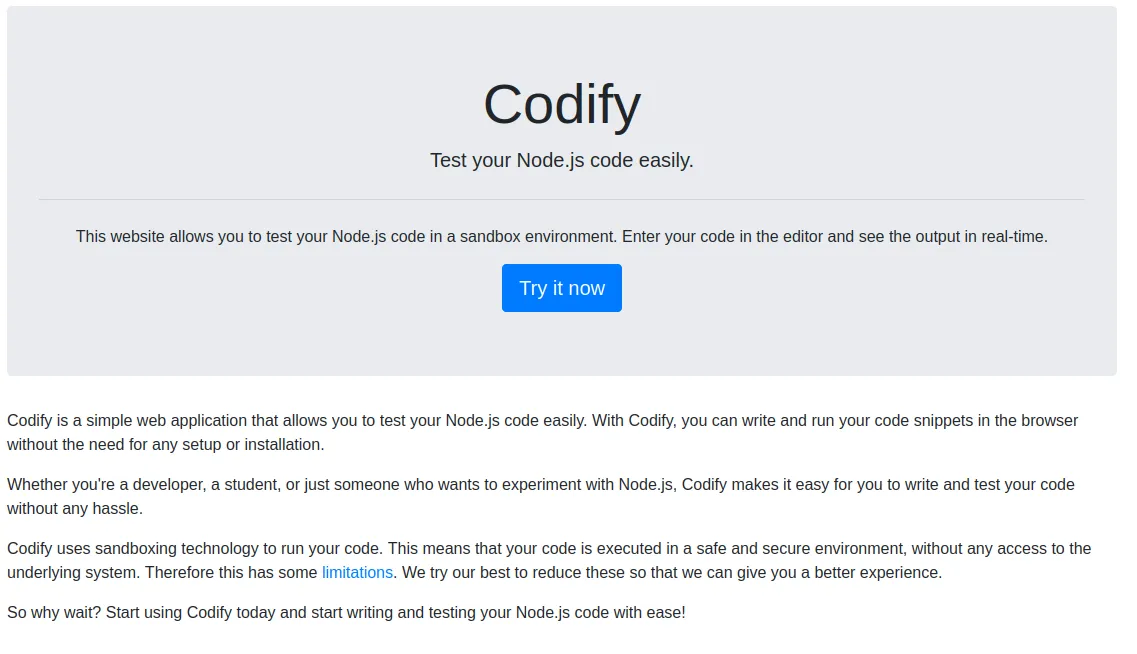 Codify
Test your Node.js code easily.
This website allows you to test your Node.js code in a sandbox environment. Enter your code in the editor and see the output in real-time.
Try it now
Codify is a simple web application that allows you to test your Node.js code easily. With Codify, you can write and run your code snippets in the browser
without the need for any setup or installation.
Whether you're a developer, a student, or just someone who wants to experiment with Node.js, Codify makes it easy for you to write and test your code
without any hassle.
Codify uses sandboxing technology to run your code. This means that your code is executed in a safe and secure environment, without any access to the
underlying system. Therefore this has some limitations. We try our best to reduce these so that we can give you a better experience.
So why wait? Start using Codify today and start writing and testing your Node.js code with ease!